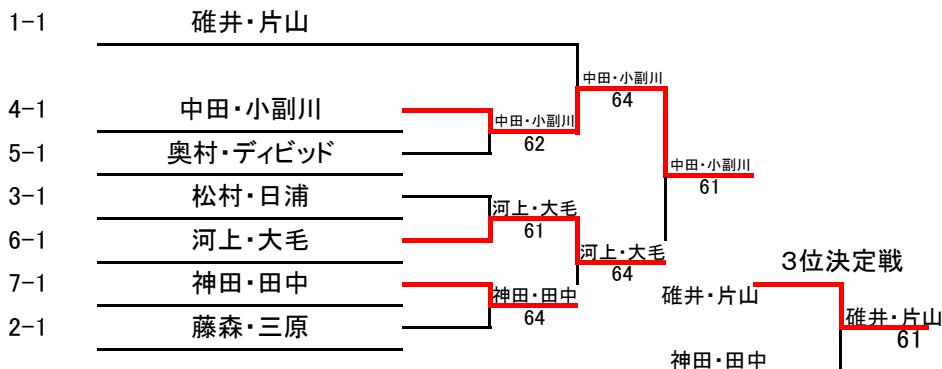 1-1 碓井・片山
中田・小副川
64
4-1 中田・小副川
中田・小副川
62
5-1 奥村・ディビッド
中田・小副川
61
3-1 松村・日浦
河上・大毛
61
6-1 河上・大毛
河上・大毛
64
3位決定戦
7-1 神田・田中
神田・田中
64
碓井・片山
碓井・片山
61
2-1 藤森・三原
神田・田中